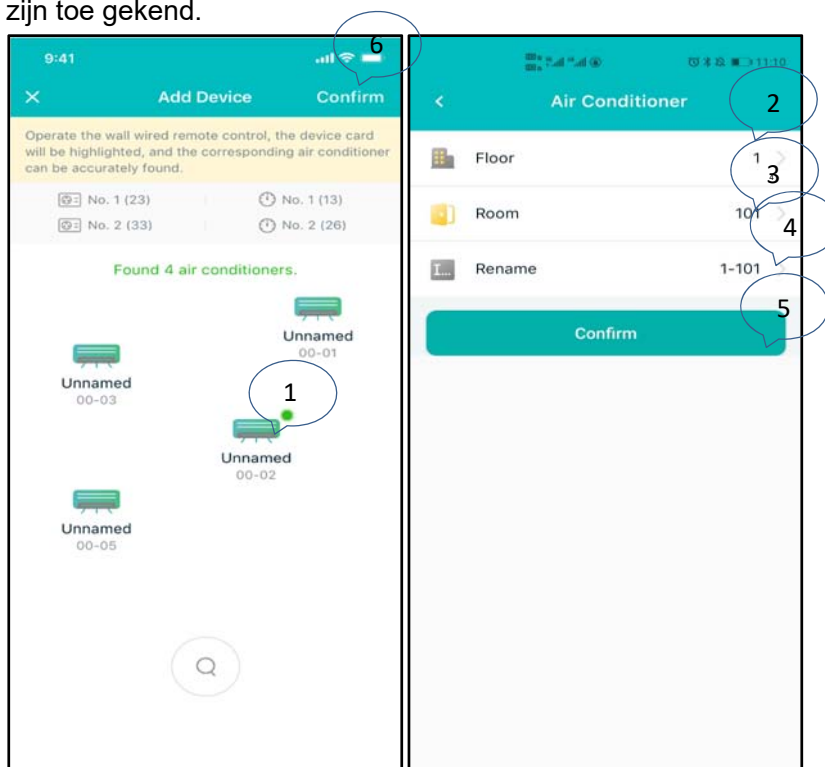 zijn toe gekend.
9:41
6
Add Device
Confirm
Operate the wall wired remote control, the device card
will be highlighted, and the corresponding air conditioner
can be accurately found.
No. 1 (23)
No. 1 (13)
No. 2 (33)
No. 2 (26)
Found 4 air conditioners.
Unnamed
00-01
Unnamed
00-03
1
Unnamed
00-02
Unnamed
00-05
11:10
Air Conditioner
2
Floor
1
3
Room
101
4
Rename
1-101
5
Confirm